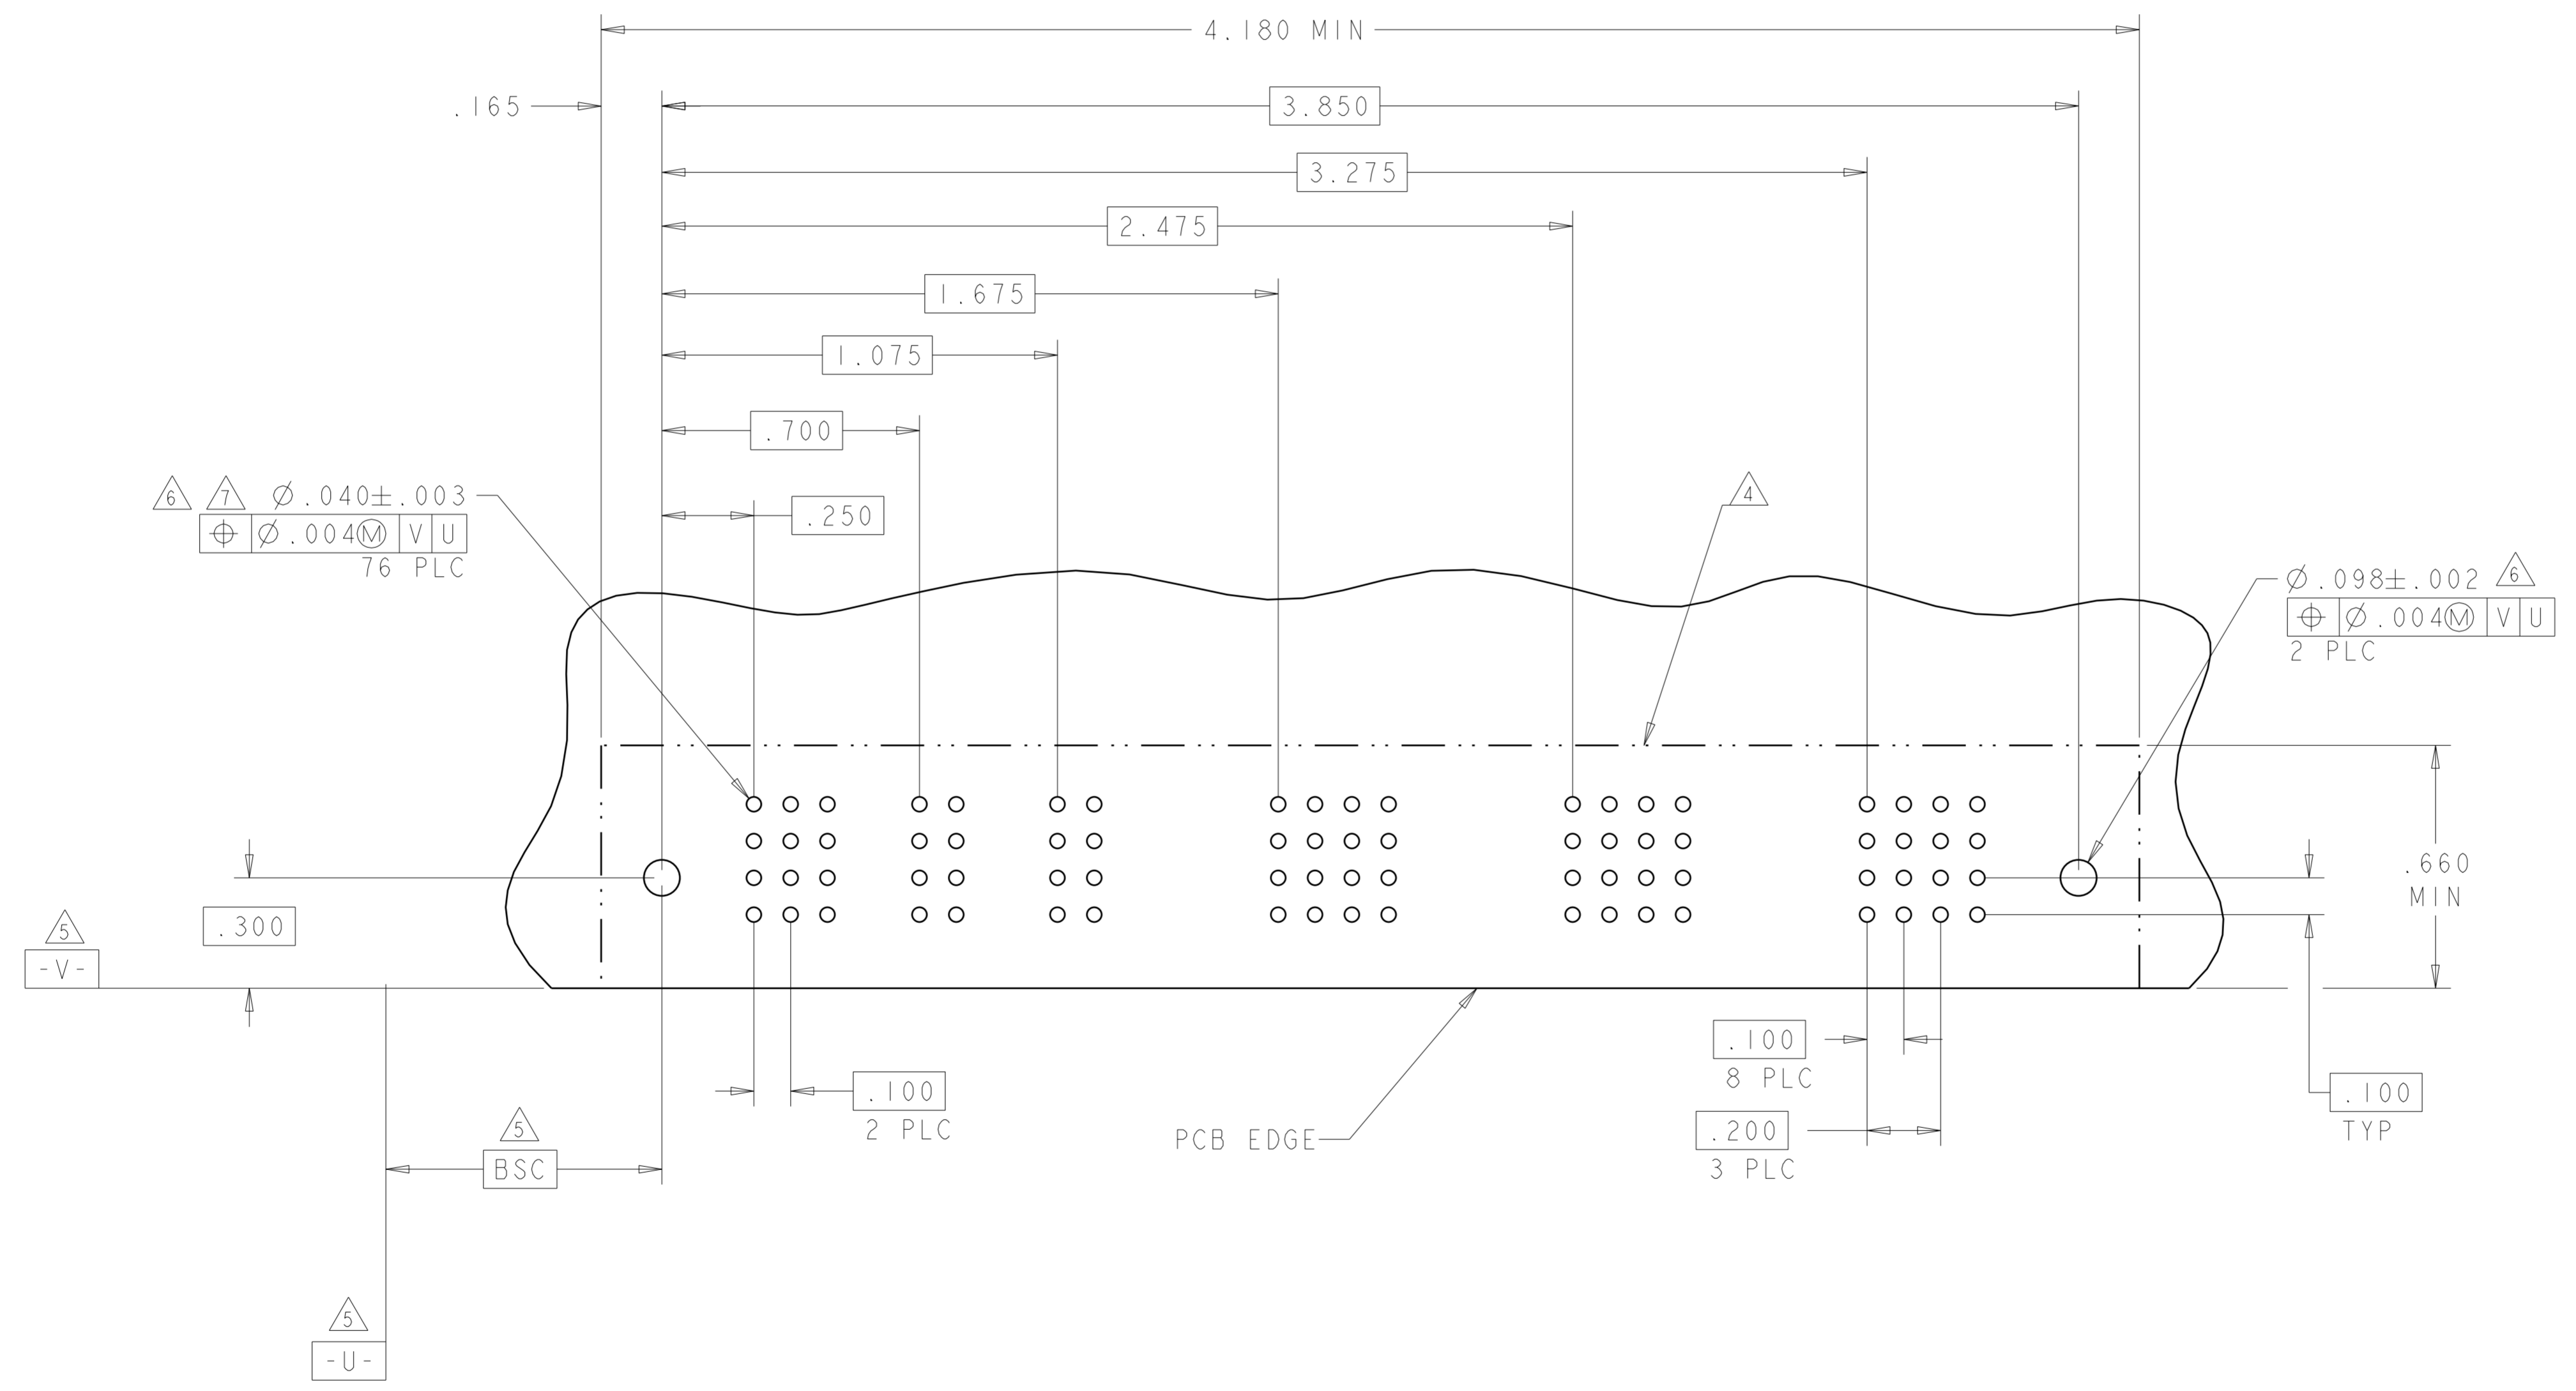 4.180 MIN
.165
3.850
3.275
2.475
1.675
1.075
.700
.250
6 7 Ø.040±.003
⌖ Ø.004Ⓜ V U
76 PLC
4
Ø.098±.002 6
⌖ Ø.004Ⓜ V U
2 PLC
.660
MIN
.300
5
-V-
.100
8 PLC
.100
2 PLC
.100
TYP
5
BSC
PCB EDGE
.200
3 PLC
5
-U-